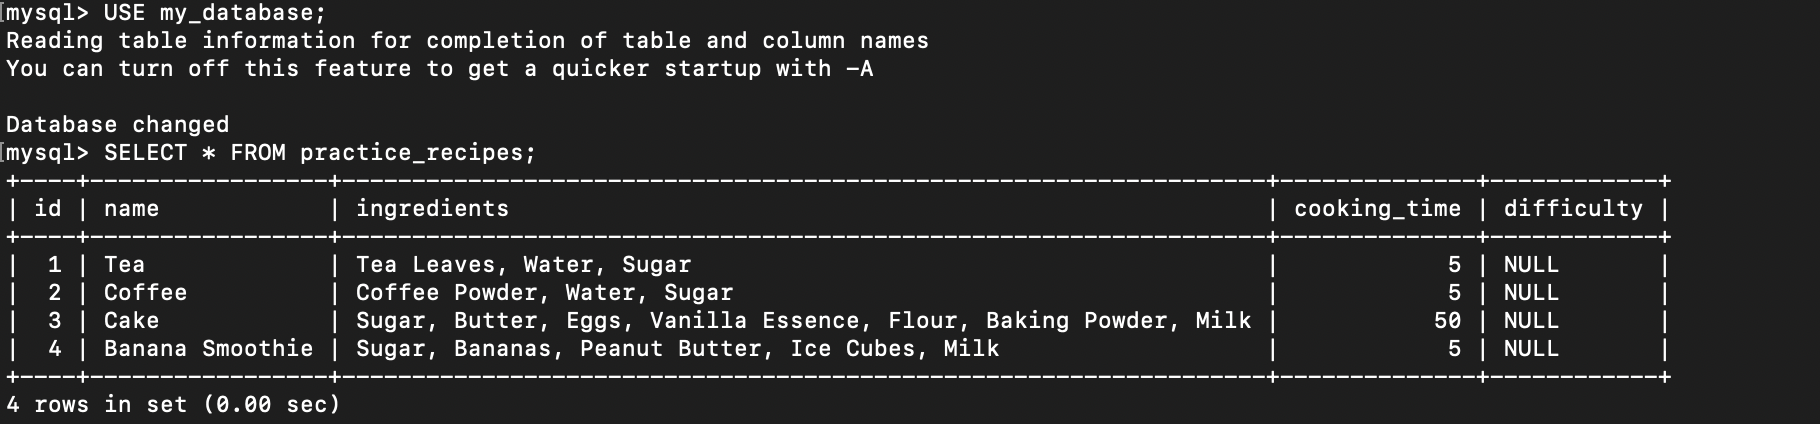 [mysql> USE my_database;
Reading table information for completion of table and column names
You can turn off this feature to get a quicker startup with -A
Database changed
[mysql> SELECT * FROM practice_recipes;
+----+----------------+------------------------------------------------------------------+--------------+------------+
| id | name           | ingredients                                                      | cooking_time | difficulty |
+----+----------------+------------------------------------------------------------------+--------------+------------+
|  1 | Tea            | Tea Leaves, Water, Sugar                                         |            5 | NULL       |
|  2 | Coffee         | Coffee Powder, Water, Sugar                                      |            5 | NULL       |
|  3 | Cake           | Sugar, Butter, Eggs, Vanilla Essence, Flour, Baking Powder, Milk |           50 | NULL       |
|  4 | Banana Smoothie | Sugar, Bananas, Peanut Butter, Ice Cubes, Milk                   |            5 | NULL       |
+----+----------------+------------------------------------------------------------------+--------------+------------+
4 rows in set (0.00 sec)